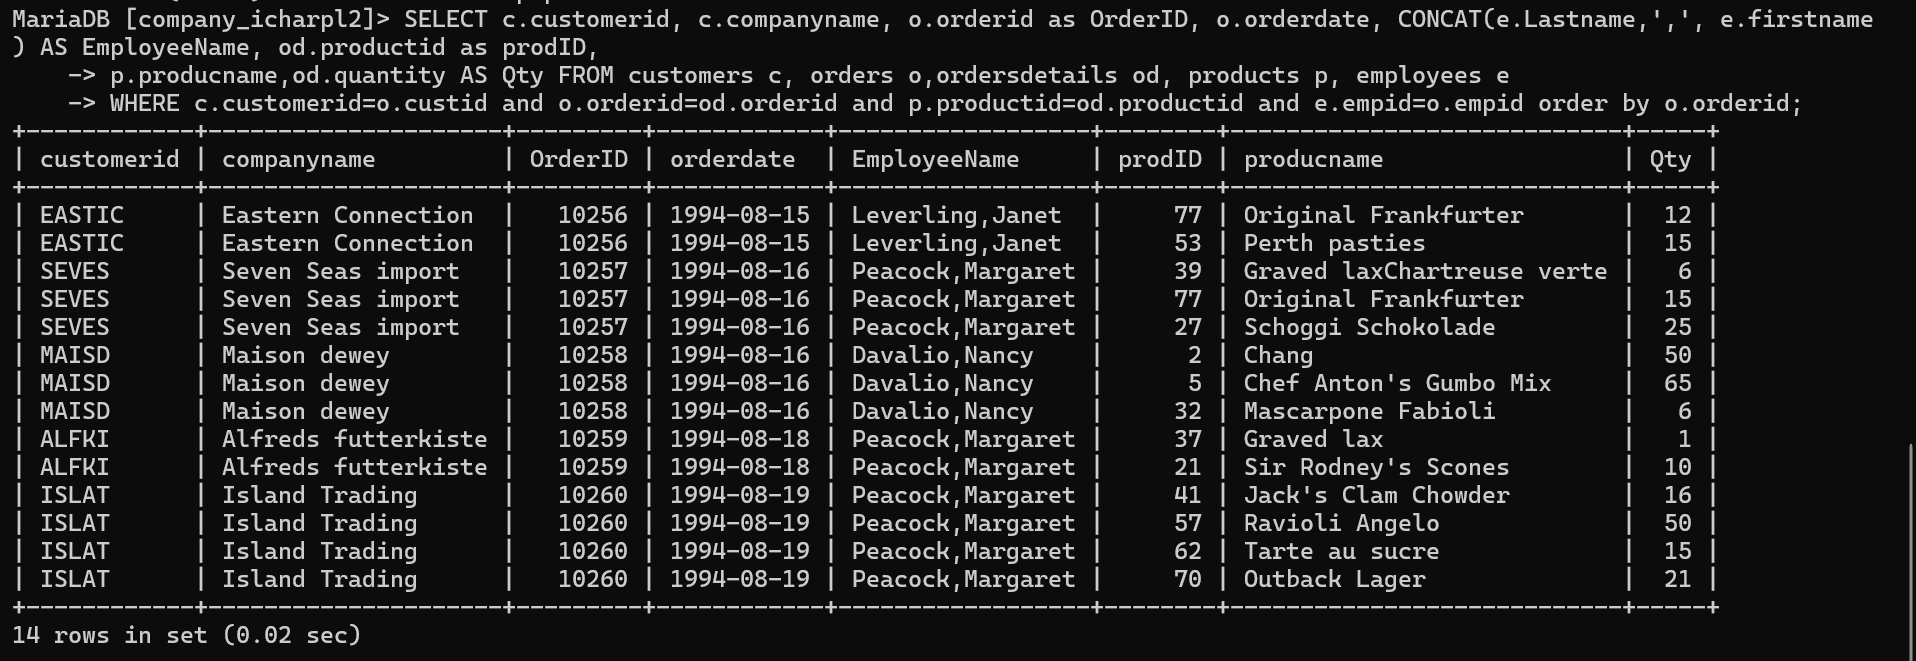 MariaDB [company_icharpl2]> SELECT c.customerid, c.companyname, o.orderid as OrderID, o.orderdate, CONCAT(e.Lastname,',', e.firstname
) AS EmployeeName, od.productid as prodID,
    -> p.producname,od.quantity AS Qty FROM customers c, orders o,ordersdetails od, products p, employees e
    -> WHERE c.customerid=o.custid and o.orderid=od.orderid and p.productid=od.productid and e.empid=o.empid order by o.orderid;
+------------+---------------------+---------+------------+------------------+--------+----------------------------+-----+
| customerid | companyname         | OrderID | orderdate  | EmployeeName     | prodID | producname                 | Qty |
+------------+---------------------+---------+------------+------------------+--------+----------------------------+-----+
| EASTIC     | Eastern Connection  |   10256 | 1994-08-15 | Leverling,Janet  |     77 | Original Frankfurter       |  12 |
| EASTIC     | Eastern Connection  |   10256 | 1994-08-15 | Leverling,Janet  |     53 | Perth pasties              |  15 |
| SEVES      | Seven Seas import   |   10257 | 1994-08-16 | Peacock,Margaret |     39 | Graved laxChartreuse verte |   6 |
| SEVES      | Seven Seas import   |   10257 | 1994-08-16 | Peacock,Margaret |     77 | Original Frankfurter       |  15 |
| SEVES      | Seven Seas import   |   10257 | 1994-08-16 | Peacock,Margaret |     27 | Schoggi Schokolade         |  25 |
| MAISD      | Maison dewey        |   10258 | 1994-08-16 | Davalio,Nancy    |      2 | Chang                      |  50 |
| MAISD      | Maison dewey        |   10258 | 1994-08-16 | Davalio,Nancy    |      5 | Chef Anton's Gumbo Mix     |  65 |
| MAISD      | Maison dewey        |   10258 | 1994-08-16 | Davalio,Nancy    |     32 | Mascarpone Fabioli         |   6 |
| ALFKI      | Alfreds futterkiste |   10259 | 1994-08-18 | Peacock,Margaret |     37 | Graved lax                 |   1 |
| ALFKI      | Alfreds futterkiste |   10259 | 1994-08-18 | Peacock,Margaret |     21 | Sir Rodney's Scones        |  10 |
| ISLAT      | Island Trading      |   10260 | 1994-08-19 | Peacock,Margaret |     41 | Jack's Clam Chowder        |  16 |
| ISLAT      | Island Trading      |   10260 | 1994-08-19 | Peacock,Margaret |     57 | Ravioli Angelo             |  50 |
| ISLAT      | Island Trading      |   10260 | 1994-08-19 | Peacock,Margaret |     62 | Tarte au sucre             |  15 |
| ISLAT      | Island Trading      |   10260 | 1994-08-19 | Peacock,Margaret |     70 | Outback Lager              |  21 |
+------------+---------------------+---------+------------+------------------+--------+----------------------------+-----+
14 rows in set (0.02 sec)